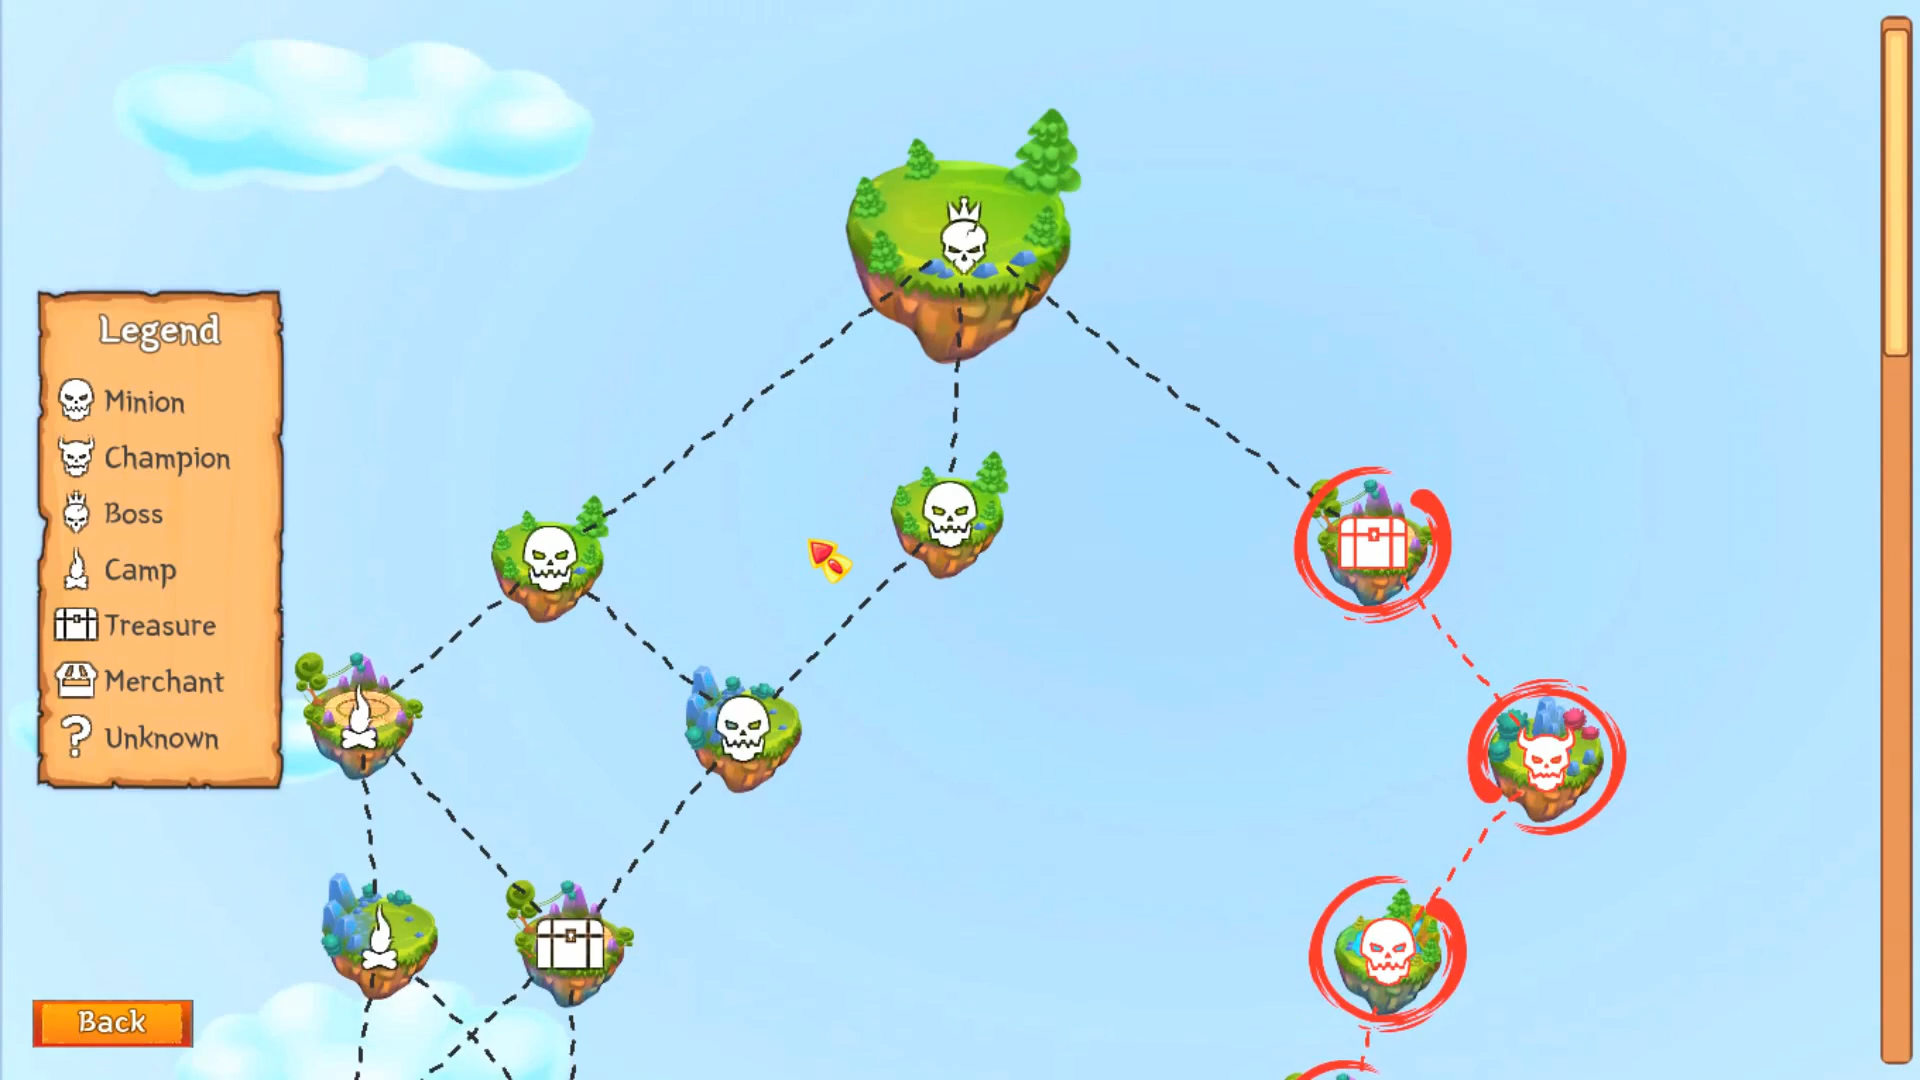 Legend
Minion
Champion
Boss
Camp
Treasure
Merchant
Unknown
Back